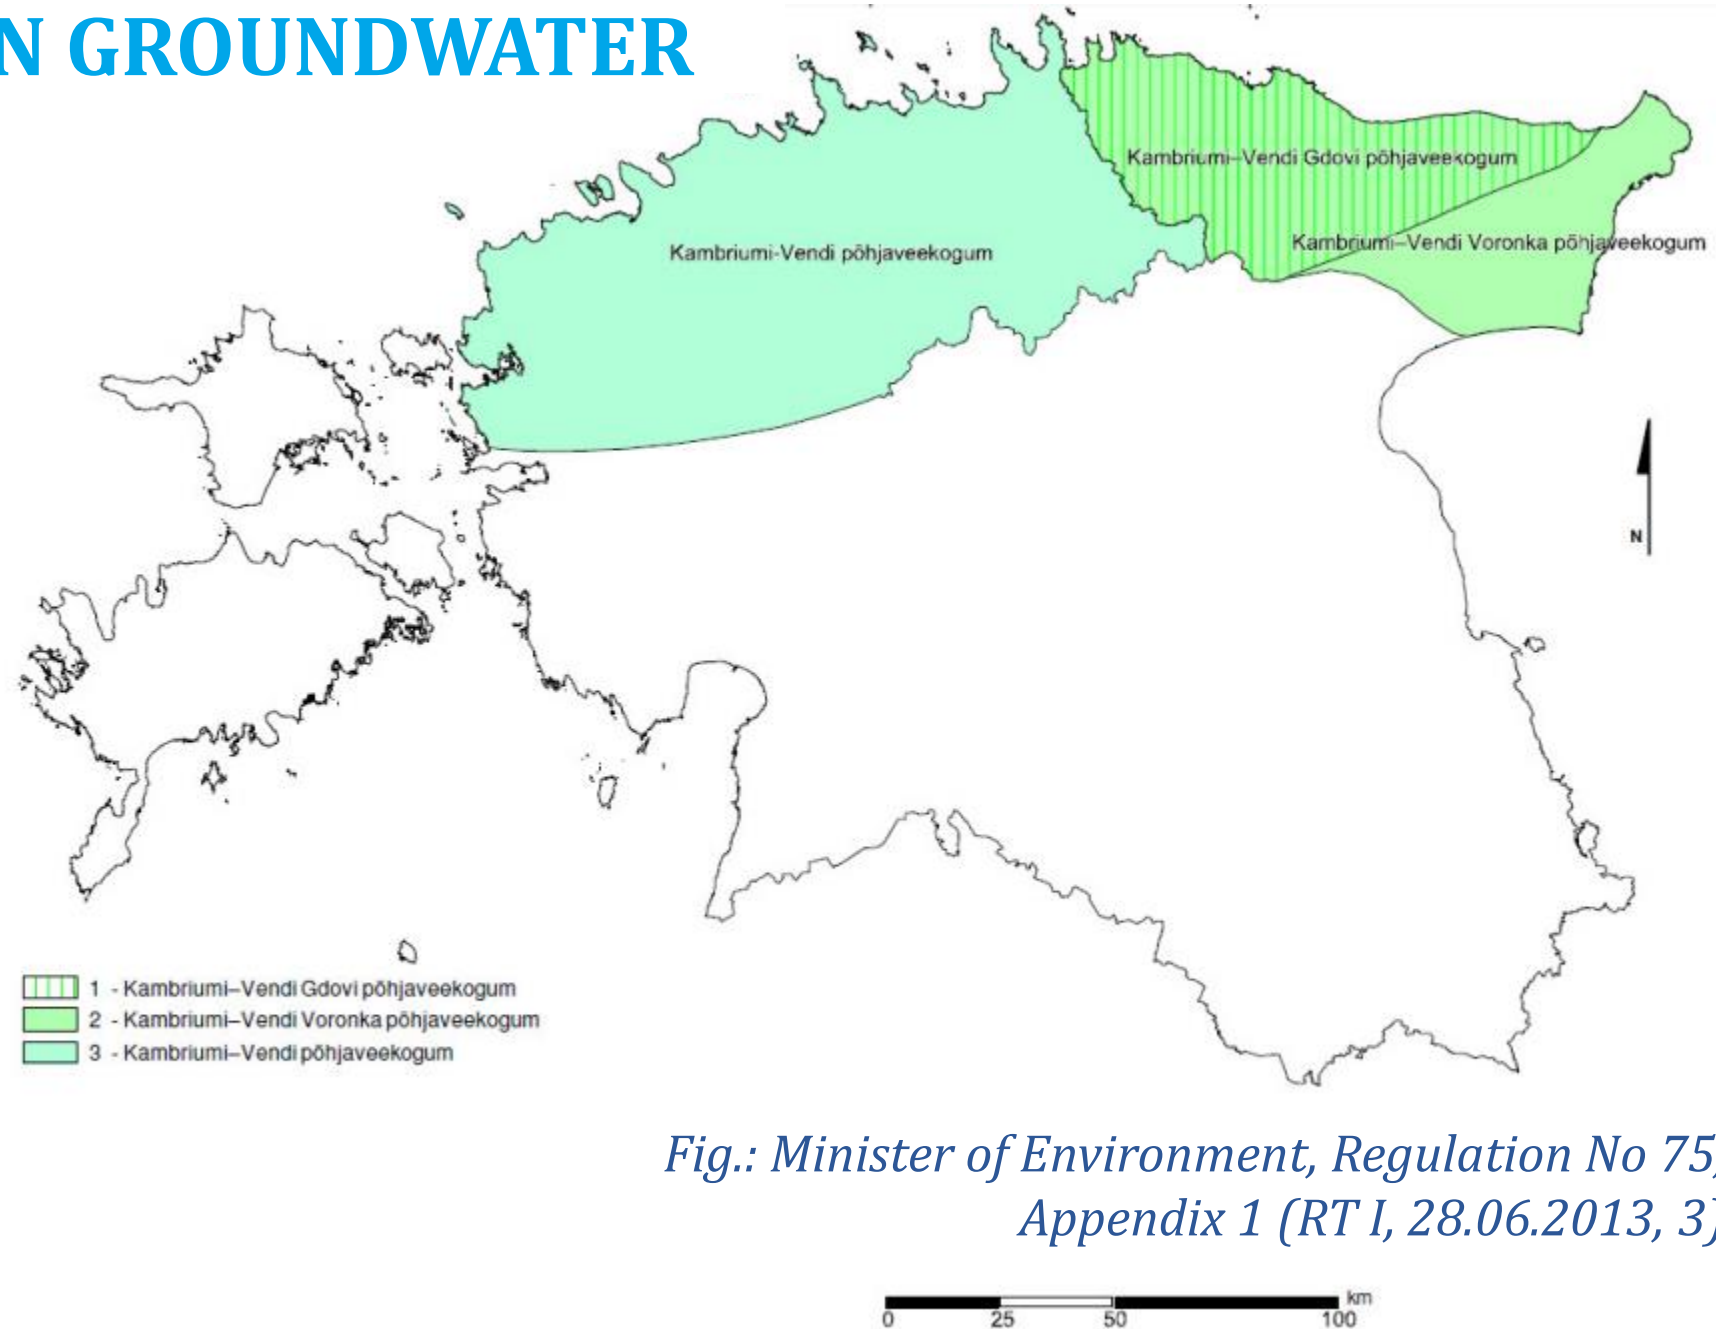 N GROUNDWATER
Kambriumi–Vendi Gdovi põhjaveekogum
Kambriumi-Vendi põhjaveekogum
Kambriumi–Vendi Voronka põhjaveekogum
N
1 - Kambriumi–Vendi Gdovi põhjaveekogum
2 - Kambriumi–Vendi Voronka põhjaveekogum
3 - Kambriumi–Vendi põhjaveekogum
Fig.: Minister of Environment, Regulation No 75,
Appendix 1 (RT I, 28.06.2013, 3)
km
0 25 50 100